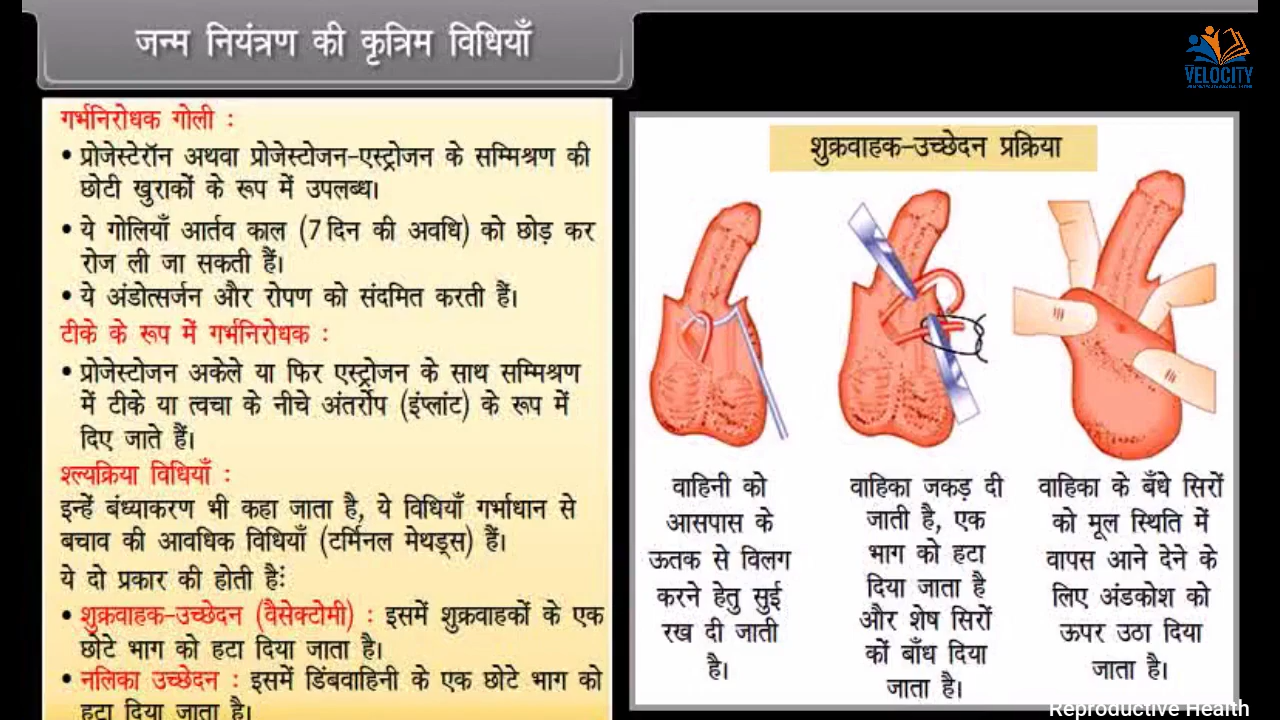 जन्म नियंत्रण की कृत्रिम विधियाँ
VELOCITY
गर्भनिरोधक गोली :
• प्रोजेस्टेरॉन अथवा प्रोजेस्टोजन-एस्ट्रोजन के सम्मिश्रण की
छोटी खुराकों के रूप में उपलब्ध।
• ये गोलियाँ आर्तव काल (7 दिन की अवधि) को छोड़ कर
रोज ली जा सकती हैं।
• ये अंडोत्सर्जन और रोपण को संदमित करती हैं।
टीके के रूप में गर्भनिरोधक :
• प्रोजेस्टोजन अकेले या फिर एस्ट्रोजन के साथ सम्मिश्रण
में टीके या त्वचा के नीचे अंतर्रोप (इंप्लांट) के रूप में
दिए जाते हैं।
श्ल्यक्रिया विधियाँ :
इन्हें बंध्याकरण भी कहा जाता है, ये विधियाँ गर्भाधान से
बचाव की आवधिक विधियाँ (टर्मिनल मेथड्स) हैं।
ये दो प्रकार की होती हैः
• शुक्रवाहक-उच्छेदन (वैसेक्टोमी) : इसमें शुक्रवाहकों के एक
छोटे भाग को हटा दिया जाता है।
• नलिका उच्छेदन : इसमें डिंबवाहिनी के एक छोटे भाग को
हटा दिया जाता है।
शुक्रवाहक-उच्छेदन प्रक्रिया
वाहिनी को
आसपास के
ऊतक से विलग
करने हेतु सुई
रख दी जाती
है।
वाहिका जकड़ दी
जाती है, एक
भाग को हटा
दिया जाता है
और शेष सिरों
कों बाँध दिया
जाता है।
वाहिका के बँधे सिरों
को मूल स्थिति में
वापस आने देने के
लिए अंडकोश को
ऊपर उठा दिया
जाता है।
Reproductive Health